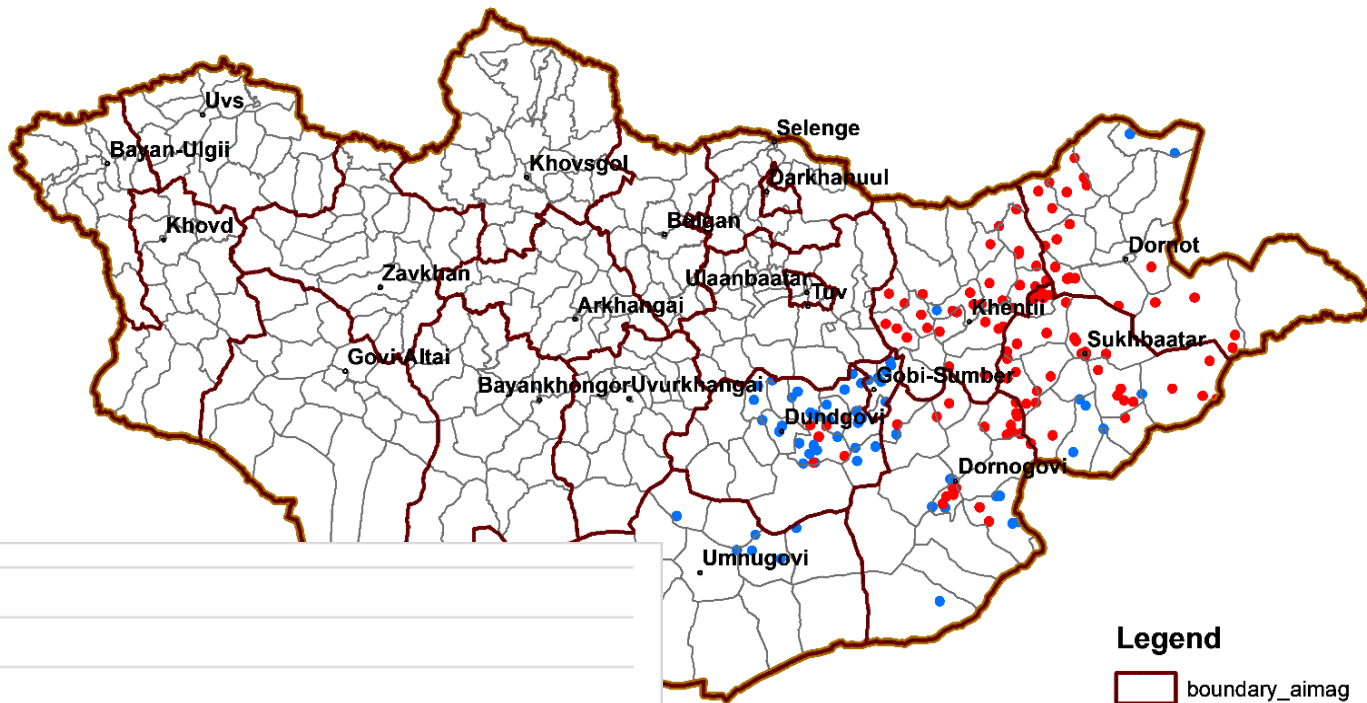 Uvs
Bayan-Ulgii
Khovd
Khovsgol
Selenge
Darkhanuul
Bulgan
Zavkhan
Ulaanbaatar
Tuv
Arkhangai
Govi-Altai
Bayankhongor
Uvurkhangai
Dundgovi
Gobi-Sumber
Khentii
Dornot
Sukhbaatar
Dornogovi
Umnugovi
Legend
boundary_aimag